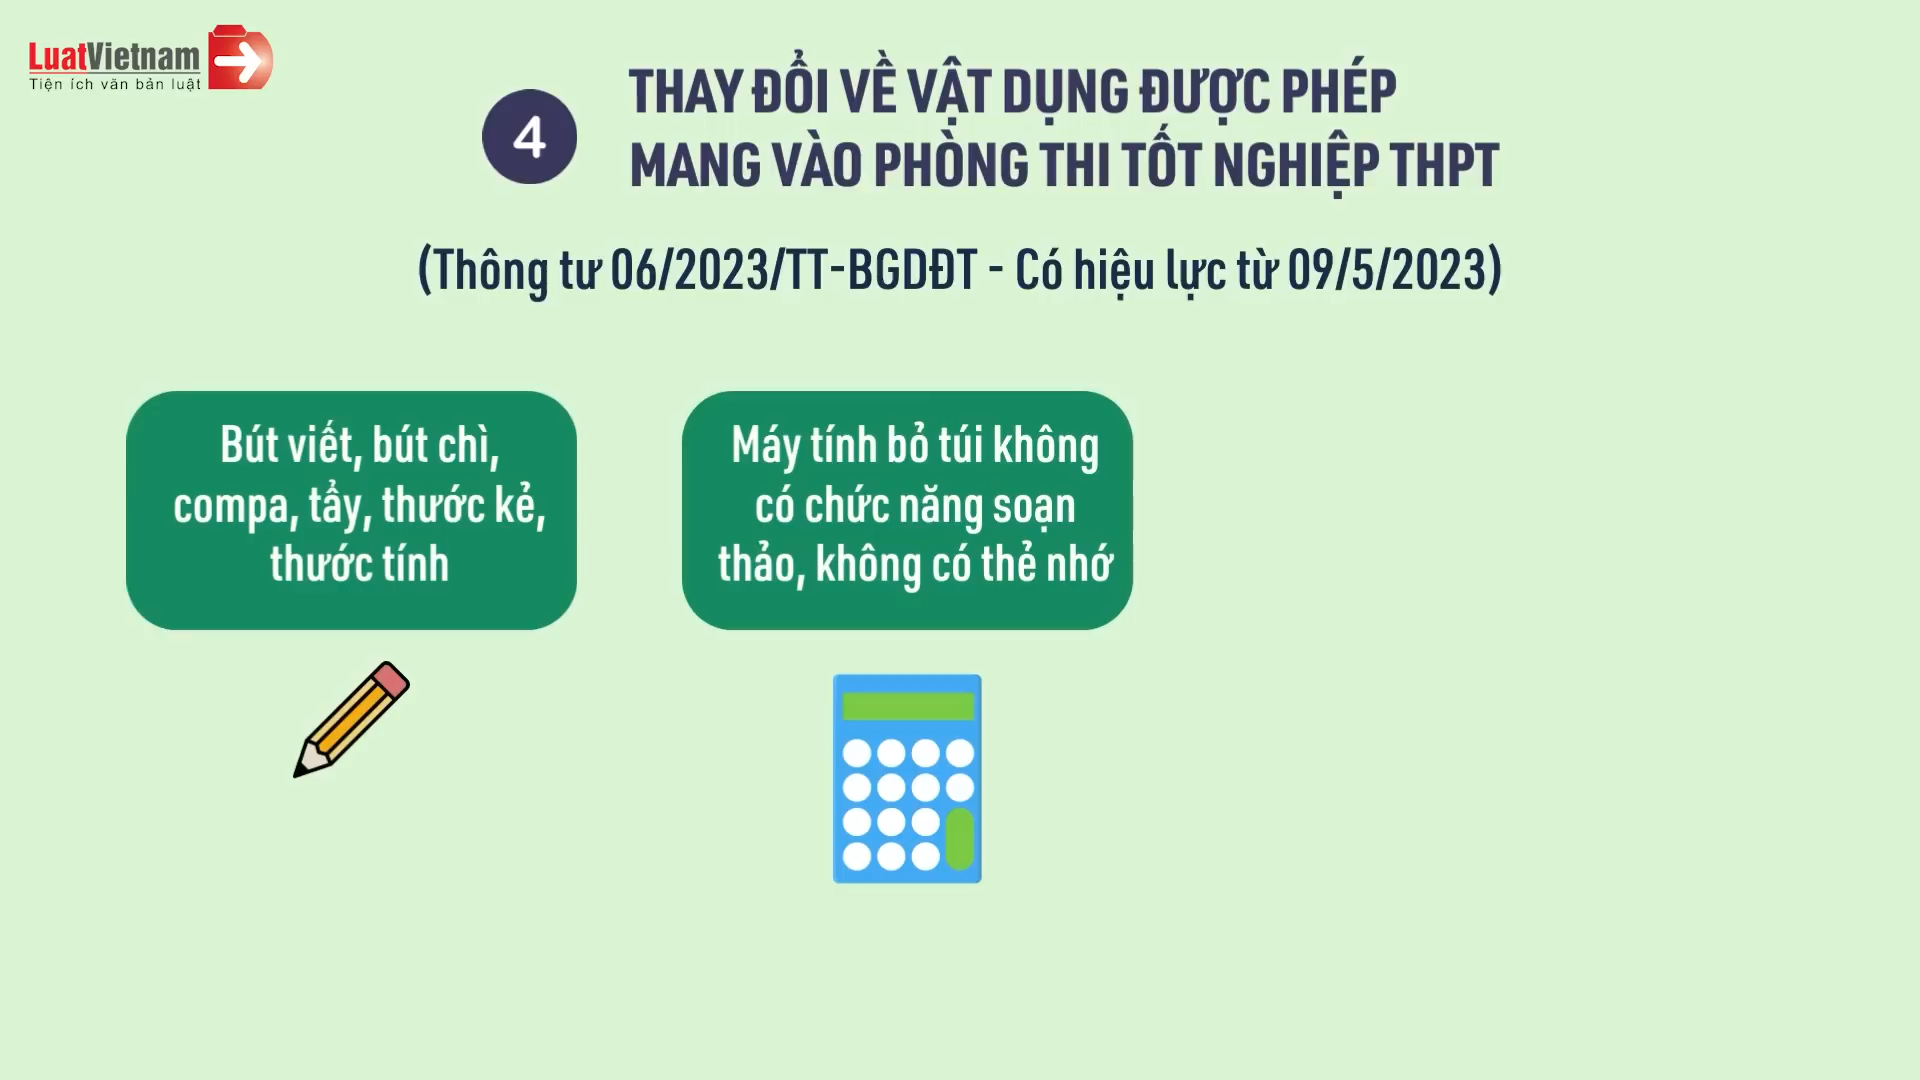 LuatVietnam
Tiện ích văn bản luật
4
THAY ĐỔI VỀ VẬT DỤNG ĐƯỢC PHÉP
MANG VÀO PHÒNG THI TỐT NGHIỆP THPT
(Thông tư 06/2023/TT-BGDĐT - Có hiệu lực từ 09/5/2023)
Bút viết, bút chì,
compa, tẩy, thước kẻ,
thước tính
Máy tính bỏ túi không
có chức năng soạn
thảo, không có thẻ nhớ